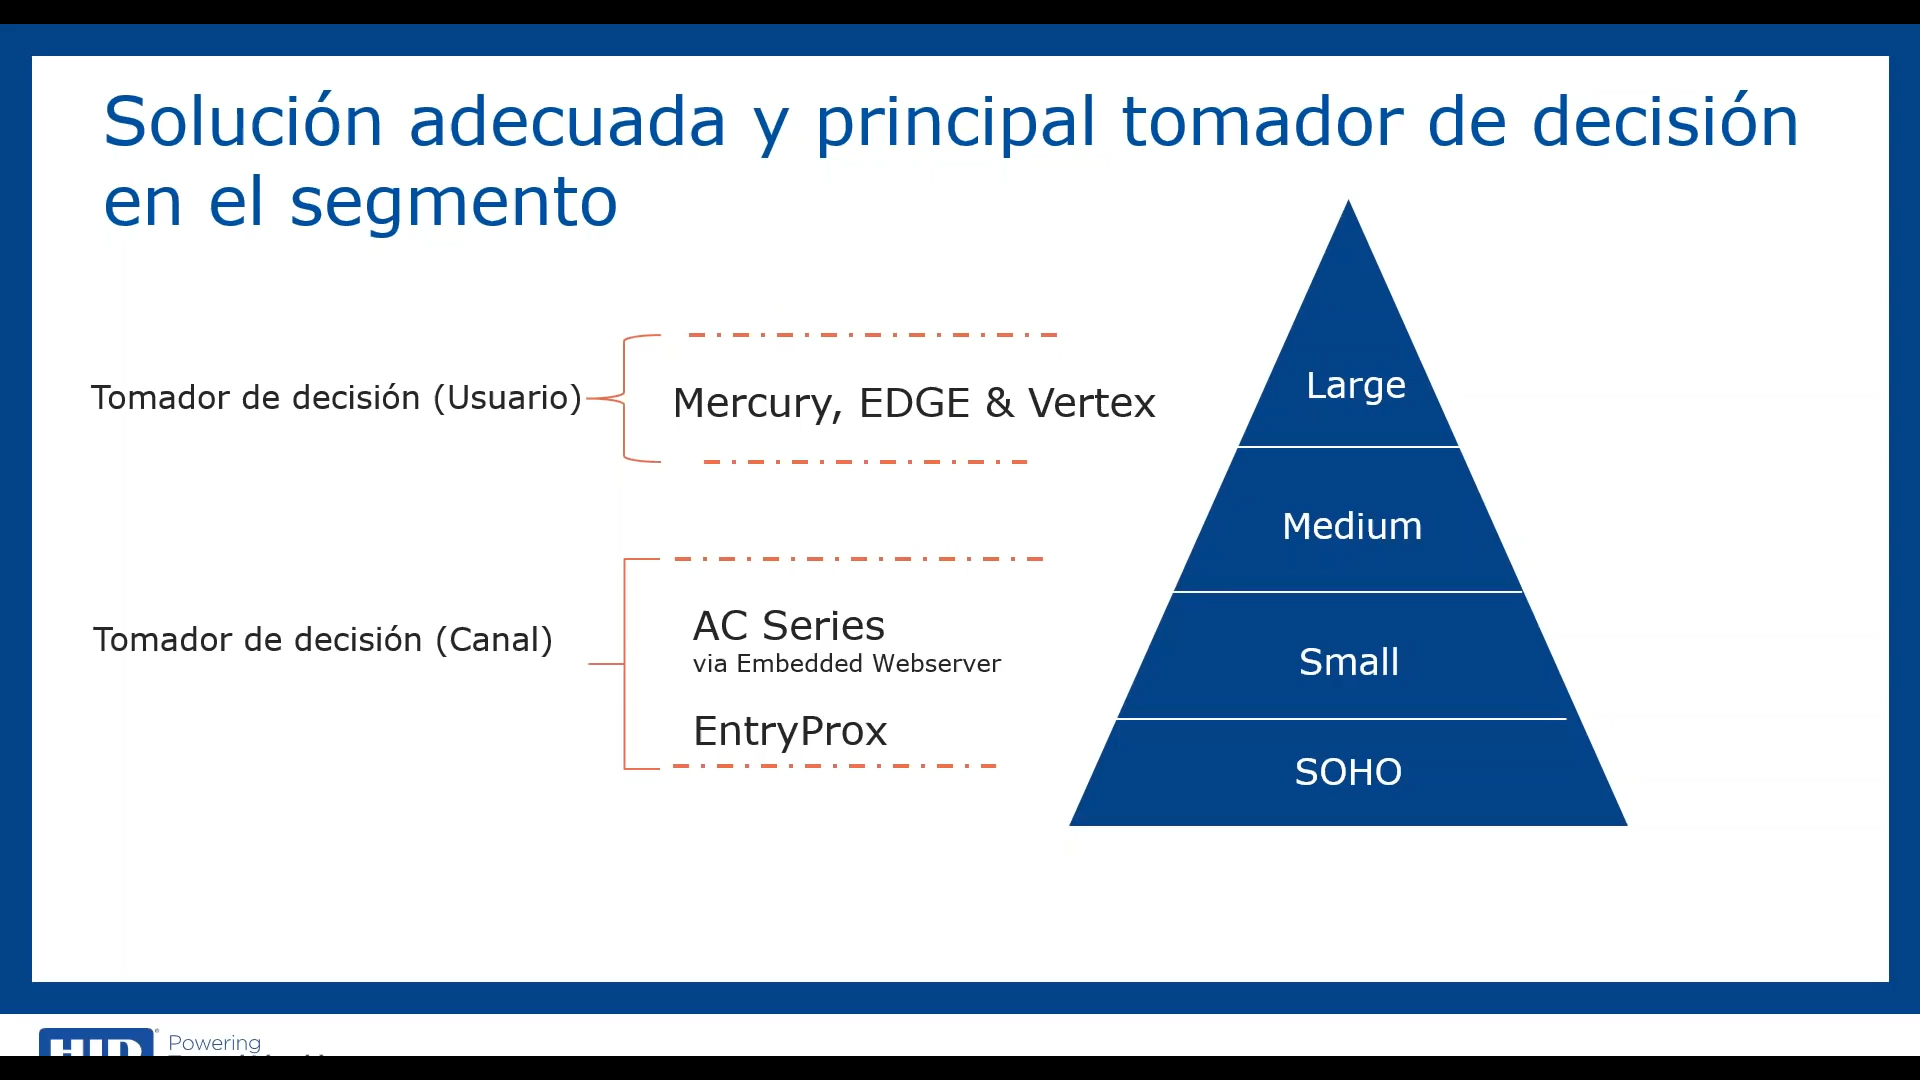 Solución adecuada y principal tomador de decisión
en el segmento
Tomador de decisión (Usuario)
Mercury, EDGE & Vertex
Large
Medium
Tomador de decisión (Canal)
AC Series
via Embedded Webserver
EntryProx
Small
SOHO
HID
Powering